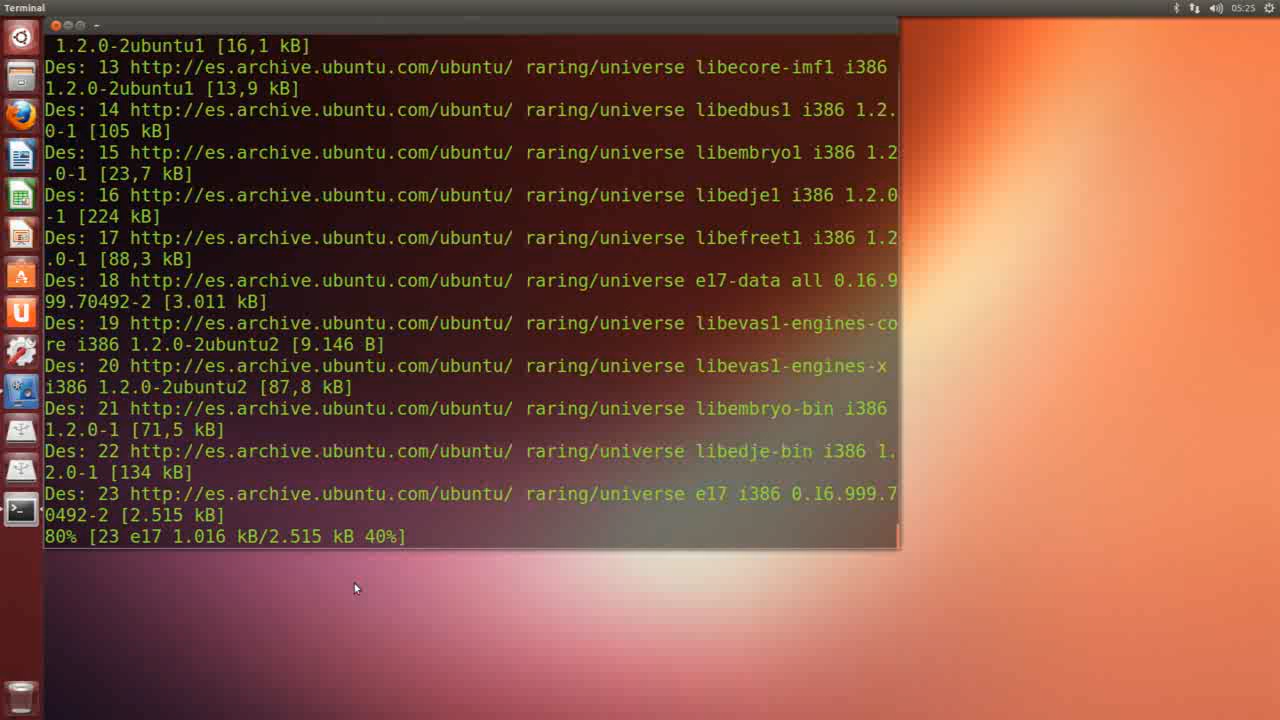 Terminal
05:25
1.2.0-2ubuntu1 [16,1 kB]
Des: 13 http://es.archive.ubuntu.com/ubuntu/ raring/universe libecore-imf1 i386
1.2.0-2ubuntu1 [13,9 kB]
Des: 14 http://es.archive.ubuntu.com/ubuntu/ raring/universe libedbus1 i386 1.2.
0-1 [105 kB]
Des: 15 http://es.archive.ubuntu.com/ubuntu/ raring/universe libembryo1 i386 1.2
.0-1 [23,7 kB]
Des: 16 http://es.archive.ubuntu.com/ubuntu/ raring/universe libedje1 i386 1.2.0
-1 [224 kB]
Des: 17 http://es.archive.ubuntu.com/ubuntu/ raring/universe libefreet1 i386 1.2
.0-1 [88,3 kB]
Des: 18 http://es.archive.ubuntu.com/ubuntu/ raring/universe e17-data all 0.16.9
99.70492-2 [3.011 kB]
Des: 19 http://es.archive.ubuntu.com/ubuntu/ raring/universe libevas1-engines-co
re i386 1.2.0-2ubuntu2 [9.146 B]
Des: 20 http://es.archive.ubuntu.com/ubuntu/ raring/universe libevas1-engines-x
i386 1.2.0-2ubuntu2 [87,8 kB]
Des: 21 http://es.archive.ubuntu.com/ubuntu/ raring/universe libembryo-bin i386
1.2.0-1 [71,5 kB]
Des: 22 http://es.archive.ubuntu.com/ubuntu/ raring/universe libedje-bin i386 1.
2.0-1 [134 kB]
Des: 23 http://es.archive.ubuntu.com/ubuntu/ raring/universe e17 i386 0.16.999.7
0492-2 [2.515 kB]
80% [23 e17 1.016 kB/2.515 kB 40%]